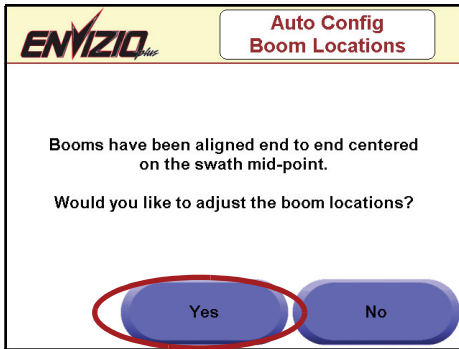 ENVIZIO plus
Auto Config
Boom Locations
Booms have been aligned end to end centered
on the swath mid-point.
Would you like to adjust the boom locations?
Yes
No